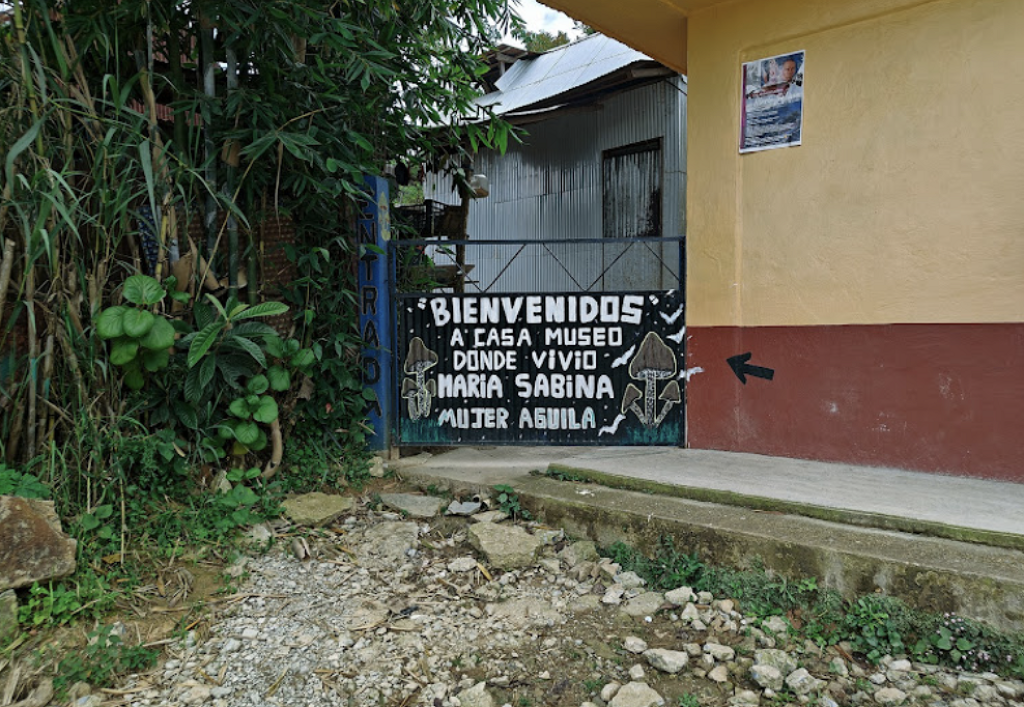 ENTRADA
"BIENVENIDOS"
A CASA MUSEO
DONDE VIVIO
MARIA SABINA
MUJER AGUILA